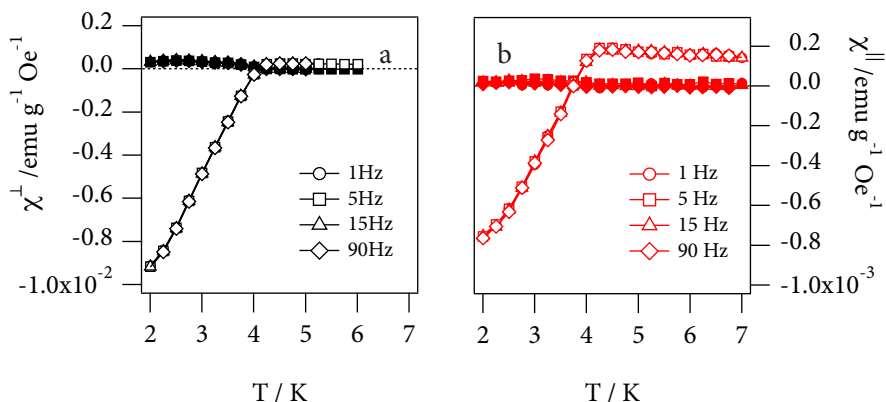 a
χ⊥ /emu g-1 Oe-1
0.2
0.0
-0.2
-0.4
-0.6
-0.8
-1.0x10-2
1Hz
5Hz
15Hz
90Hz
2 3 4 5 6 7
T / K
b
χ|| /emu g-1 Oe-1
0.2
0.0
-0.2
-0.4
-0.6
-0.8
-1.0x10-3
1 Hz
5 Hz
15 Hz
90 Hz
2 3 4 5 6 7
T / K